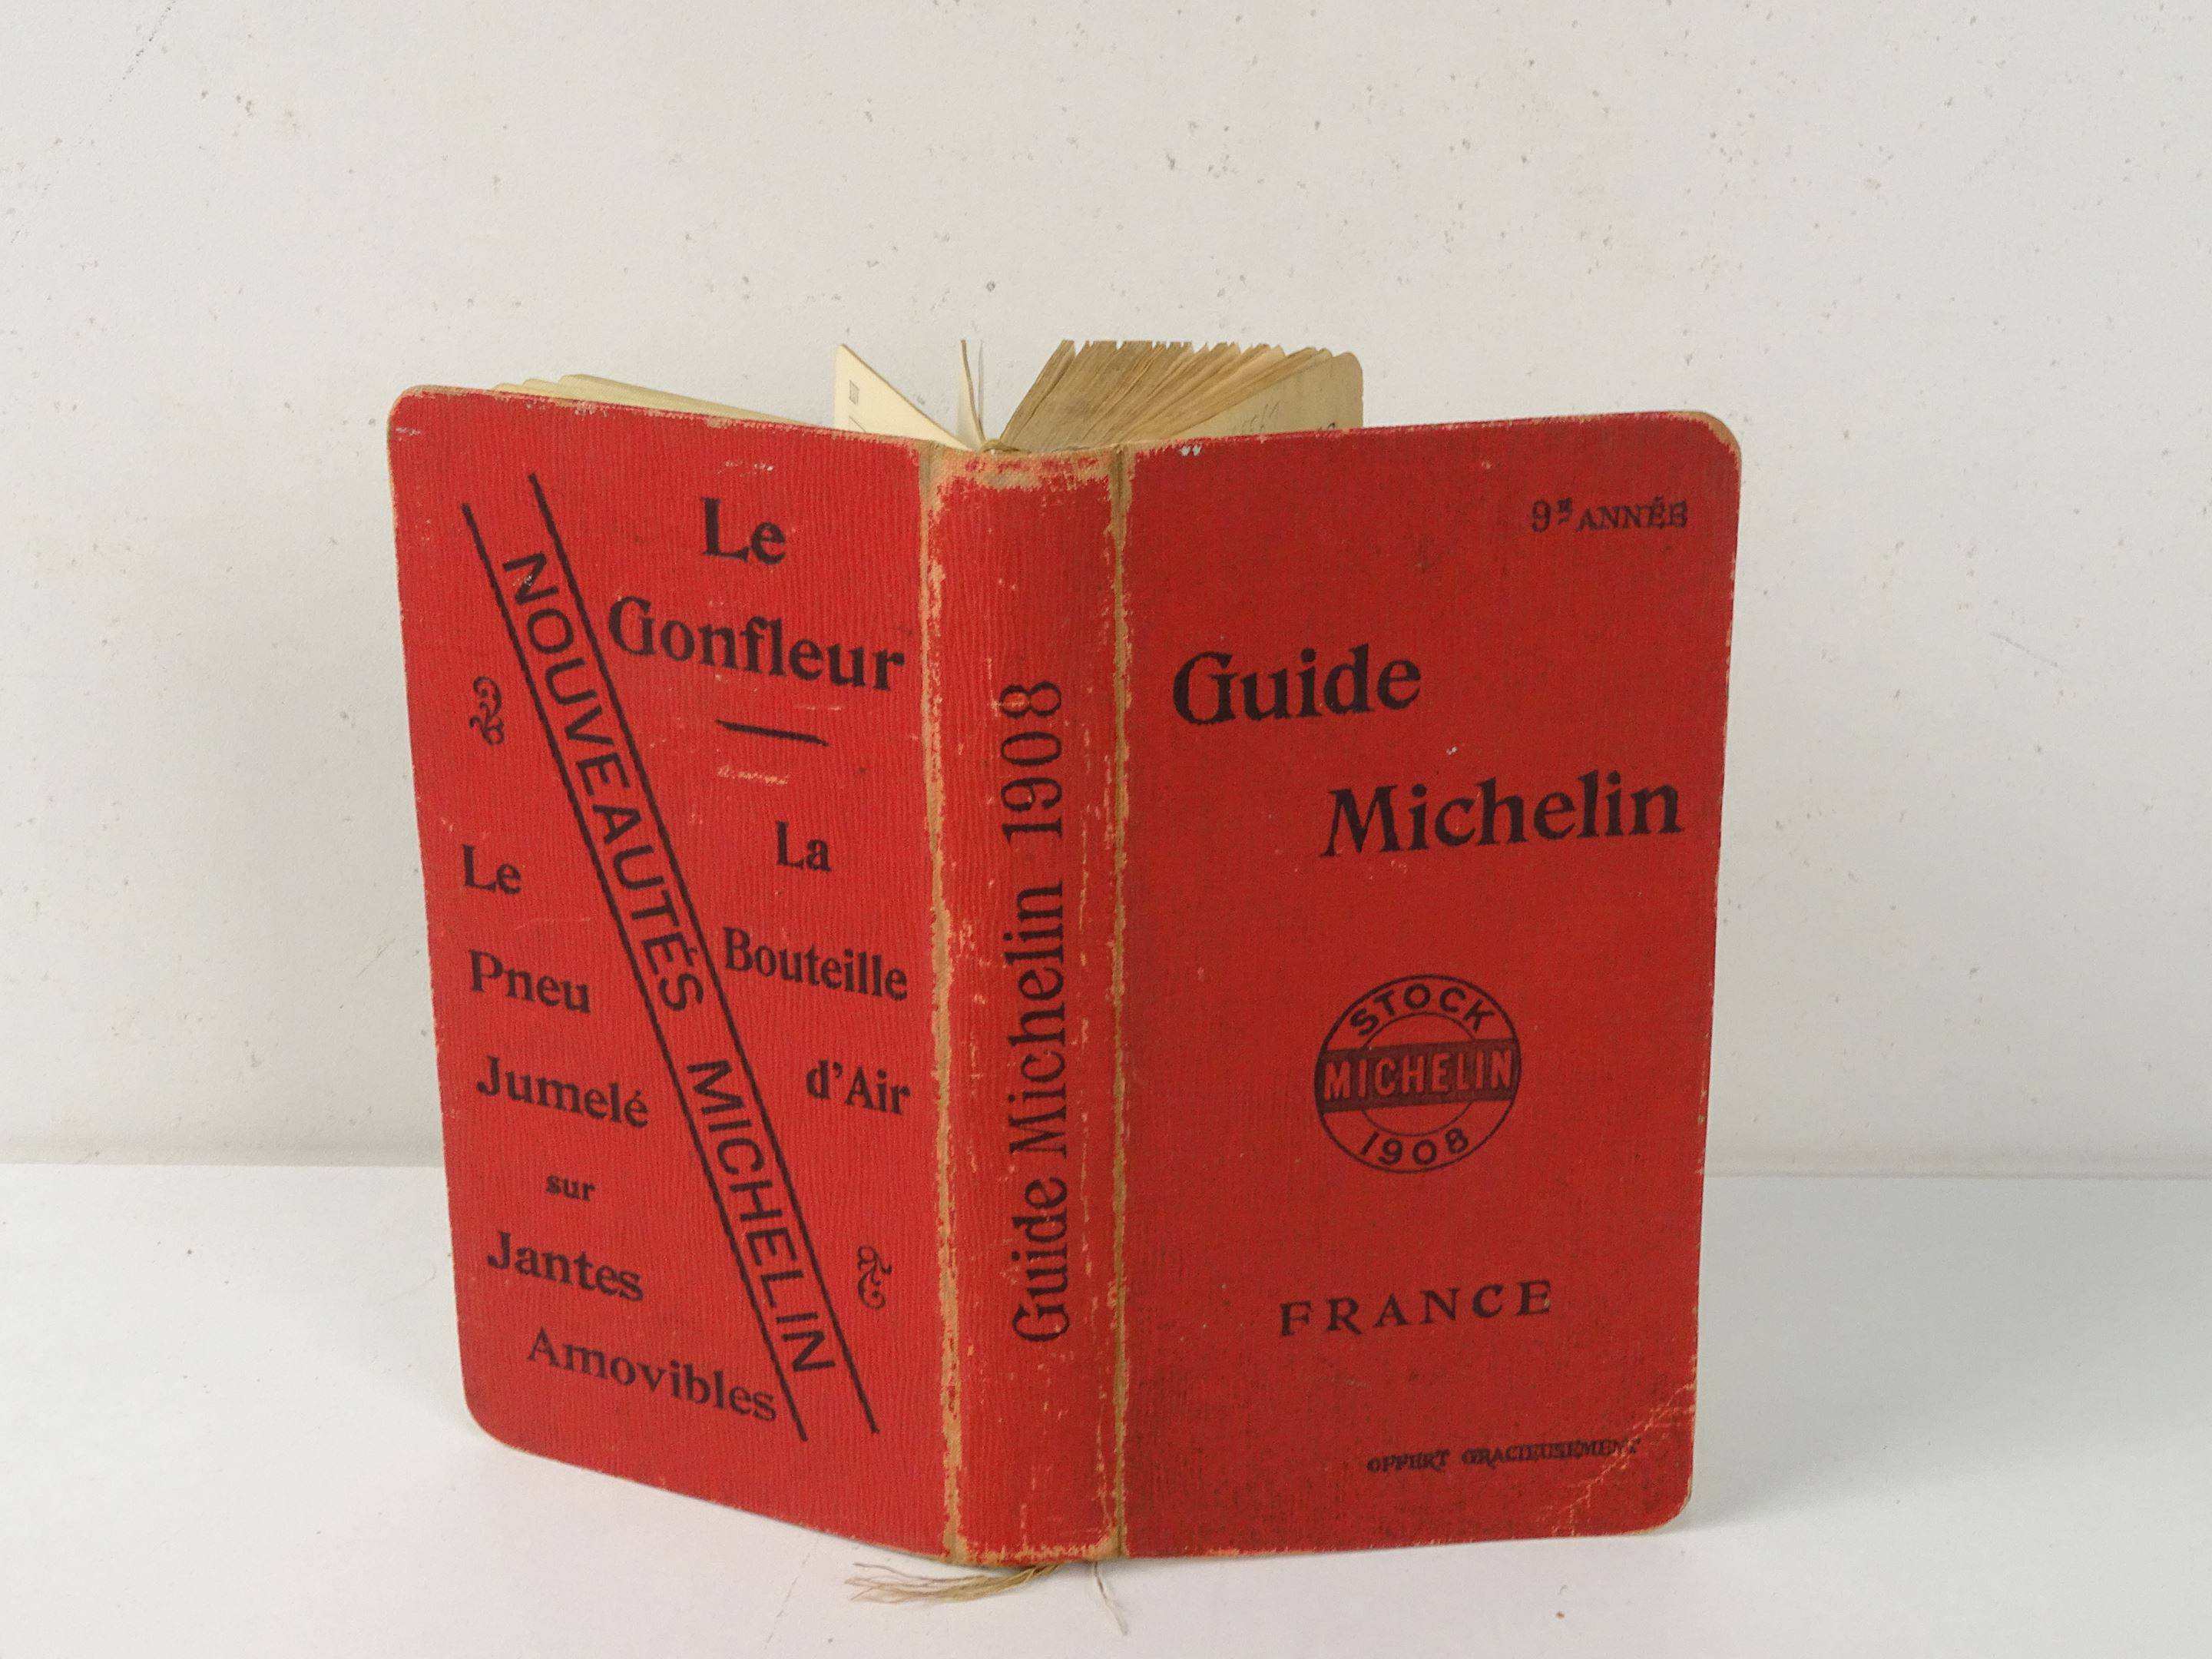 Le
Gonfleur
La
Bouteille
d'Air
NOUVEAUTÉS MICHELIN
Le
Pneu
Jumelé
sur
Jantes
Amovibles
Guide Michelin 1908
9E ANNÉE
Guide
Michelin
STOCK
MICHELIN
1908
FRANCE
OFFERT GRACIEUSEMENT